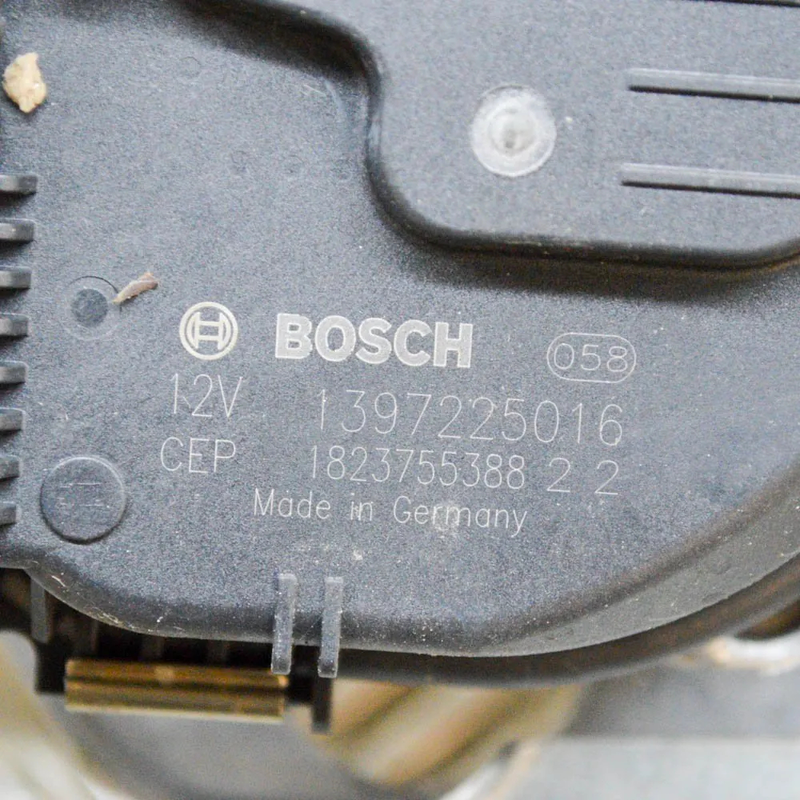 BOSCH 058
12V 1397225016
CEP 1823755388 2 2
Made in Germany